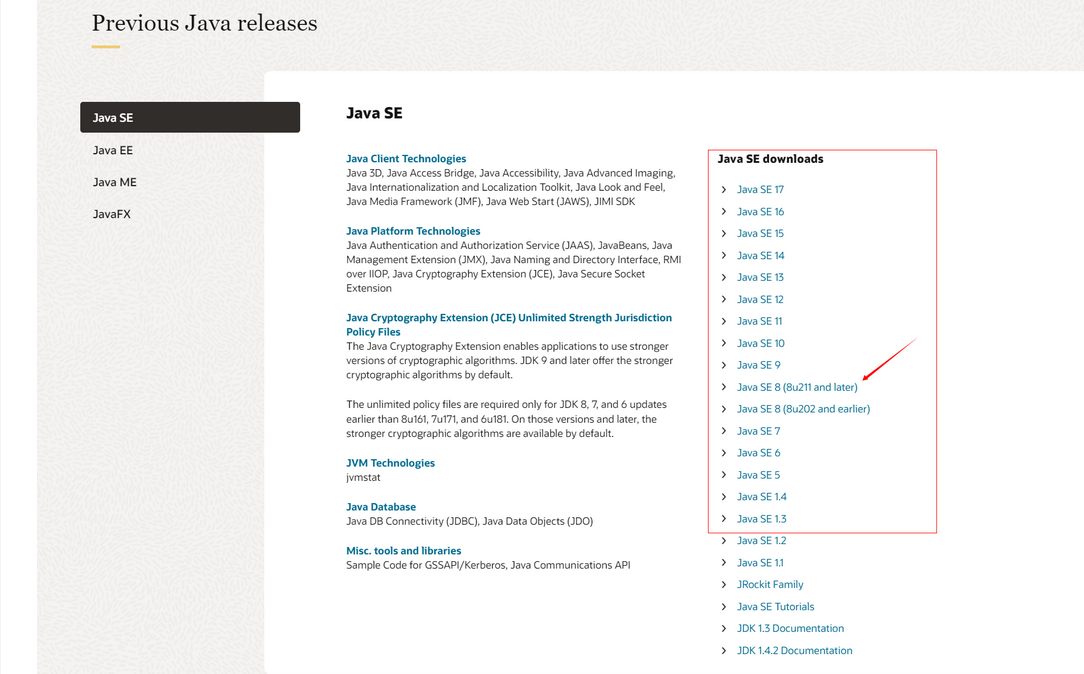 Previous Java releases
Java SE
Java EE
Java ME
JavaFX
Java SE
Java Client Technologies
Java 3D, Java Access Bridge, Java Accessibility, Java Advanced Imaging,
Java Internationalization and Localization Toolkit, Java Look and Feel,
Java Media Framework (JMF), Java Web Start (JAWS), JIMI SDK
Java Platform Technologies
Java Authentication and Authorization Service (JAAS), JavaBeans, Java
Management Extension (JMX), Java Naming and Directory Interface, RMI
over IIOP, Java Cryptography Extension (JCE), Java Secure Socket
Extension
Java Cryptography Extension (JCE) Unlimited Strength Jurisdiction
Policy Files
The Java Cryptography Extension enables applications to use stronger
versions of cryptographic algorithms. JDK 9 and later offer the stronger
cryptographic algorithms by default.
The unlimited policy files are required only for JDK 8, 7, and 6 updates
earlier than 8u161, 7u171, and 6u181. On those versions and later, the
stronger cryptographic algorithms are available by default.
JVM Technologies
jvmstat
Java Database
Java DB Connectivity (JDBC), Java Data Objects (JDO)
Misc. tools and libraries
Sample Code for GSSAPI/Kerberos, Java Communications API
Java SE downloads
Java SE 17
Java SE 16
Java SE 15
Java SE 14
Java SE 13
Java SE 12
Java SE 11
Java SE 10
Java SE 9
Java SE 8 (8u211 and later)
Java SE 8 (8u202 and earlier)
Java SE 7
Java SE 6
Java SE 5
Java SE 1.4
Java SE 1.3
Java SE 1.2
Java SE 1.1
JRockit Family
Java SE Tutorials
JDK 1.3 Documentation
JDK 1.4.2 Documentation